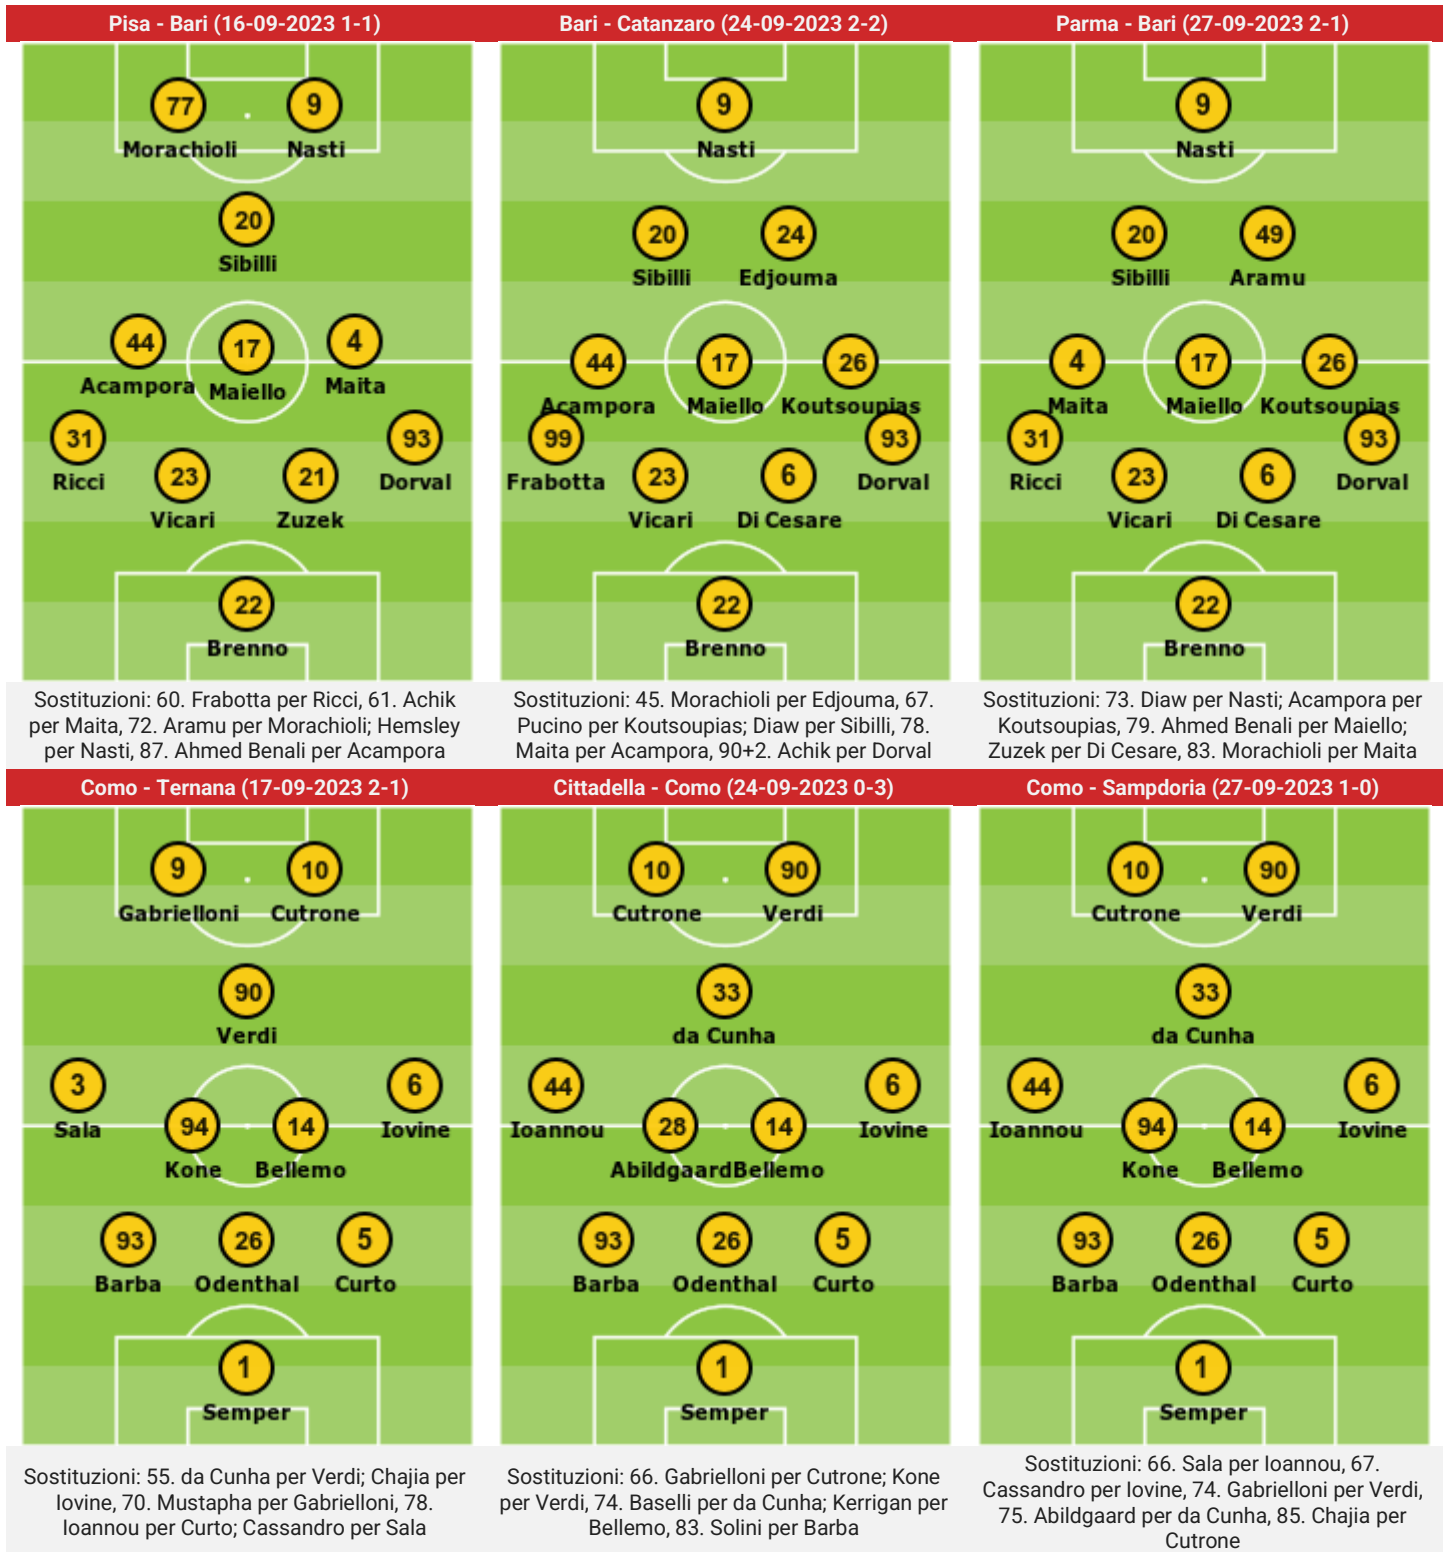 Pisa - Bari (16-09-2023 1-1)
77
9
Morachioli
Nasti
20
Sibilli
44
17
4
Acampora
Maiello
Maita
31
93
Ricci
23
21
Dorval
Vicari
Zuzek
22
Brenno
Sostituzioni: 60. Frabotta per Ricci, 61. Achik
per Maita, 72. Aramu per Morachioli; Hemsley
per Nasti, 87. Ahmed Benali per Acampora
Bari - Catanzaro (24-09-2023 2-2)
9
Nasti
20
24
Sibilli
Edjouma
44
17
26
Acampora
Maiello
Koutsoupias
99
93
Frabotta
23
6
Dorval
Vicari
Di Cesare
22
Brenno
Sostituzioni: 45. Morachioli per Edjouma, 67.
Pucino per Koutsoupias; Diaw per Sibilli, 78.
Maita per Acampora, 90+2. Achik per Dorval
Parma - Bari (27-09-2023 2-1)
9
Nasti
20
49
Sibilli
Aramu
4
17
26
Maita
Maiello
Koutsoupias
31
93
Ricci
23
6
Dorval
Vicari
Di Cesare
22
Brenno
Sostituzioni: 73. Diaw per Nasti; Acampora per
Koutsoupias, 79. Ahmed Benali per Maiello;
Zuzek per Di Cesare, 83. Morachioli per Maita
Como - Ternana (17-09-2023 2-1)
9
10
Gabrielloni
Cutrone
90
Verdi
3
6
Sala
94
14
Iovine
Kone
Bellemo
93
26
5
Barba
Odenthal
Curto
1
Semper
Sostituzioni: 55. da Cunha per Verdi; Chajia per
Iovine, 70. Mustapha per Gabrielloni, 78.
Ioannou per Curto; Cassandro per Sala
Cittadella - Como (24-09-2023 0-3)
10
90
Cutrone
Verdi
33
da Cunha
44
6
Ioannou
28
14
Iovine
Abildgaard
Bellemo
93
26
5
Barba
Odenthal
Curto
1
Semper
Sostituzioni: 66. Gabrielloni per Cutrone; Kone
per Verdi, 74. Baselli per da Cunha; Kerrigan per
Bellemo, 83. Solini per Barba
Como - Sampdoria (27-09-2023 1-0)
10
90
Cutrone
Verdi
33
da Cunha
44
6
Ioannou
94
14
Iovine
Kone
Bellemo
93
26
5
Barba
Odenthal
Curto
1
Semper
Sostituzioni: 66. Sala per Ioannou, 67.
Cassandro per Iovine, 74. Gabrielloni per Verdi,
75. Abildgaard per da Cunha, 85. Chajia per
Cutrone